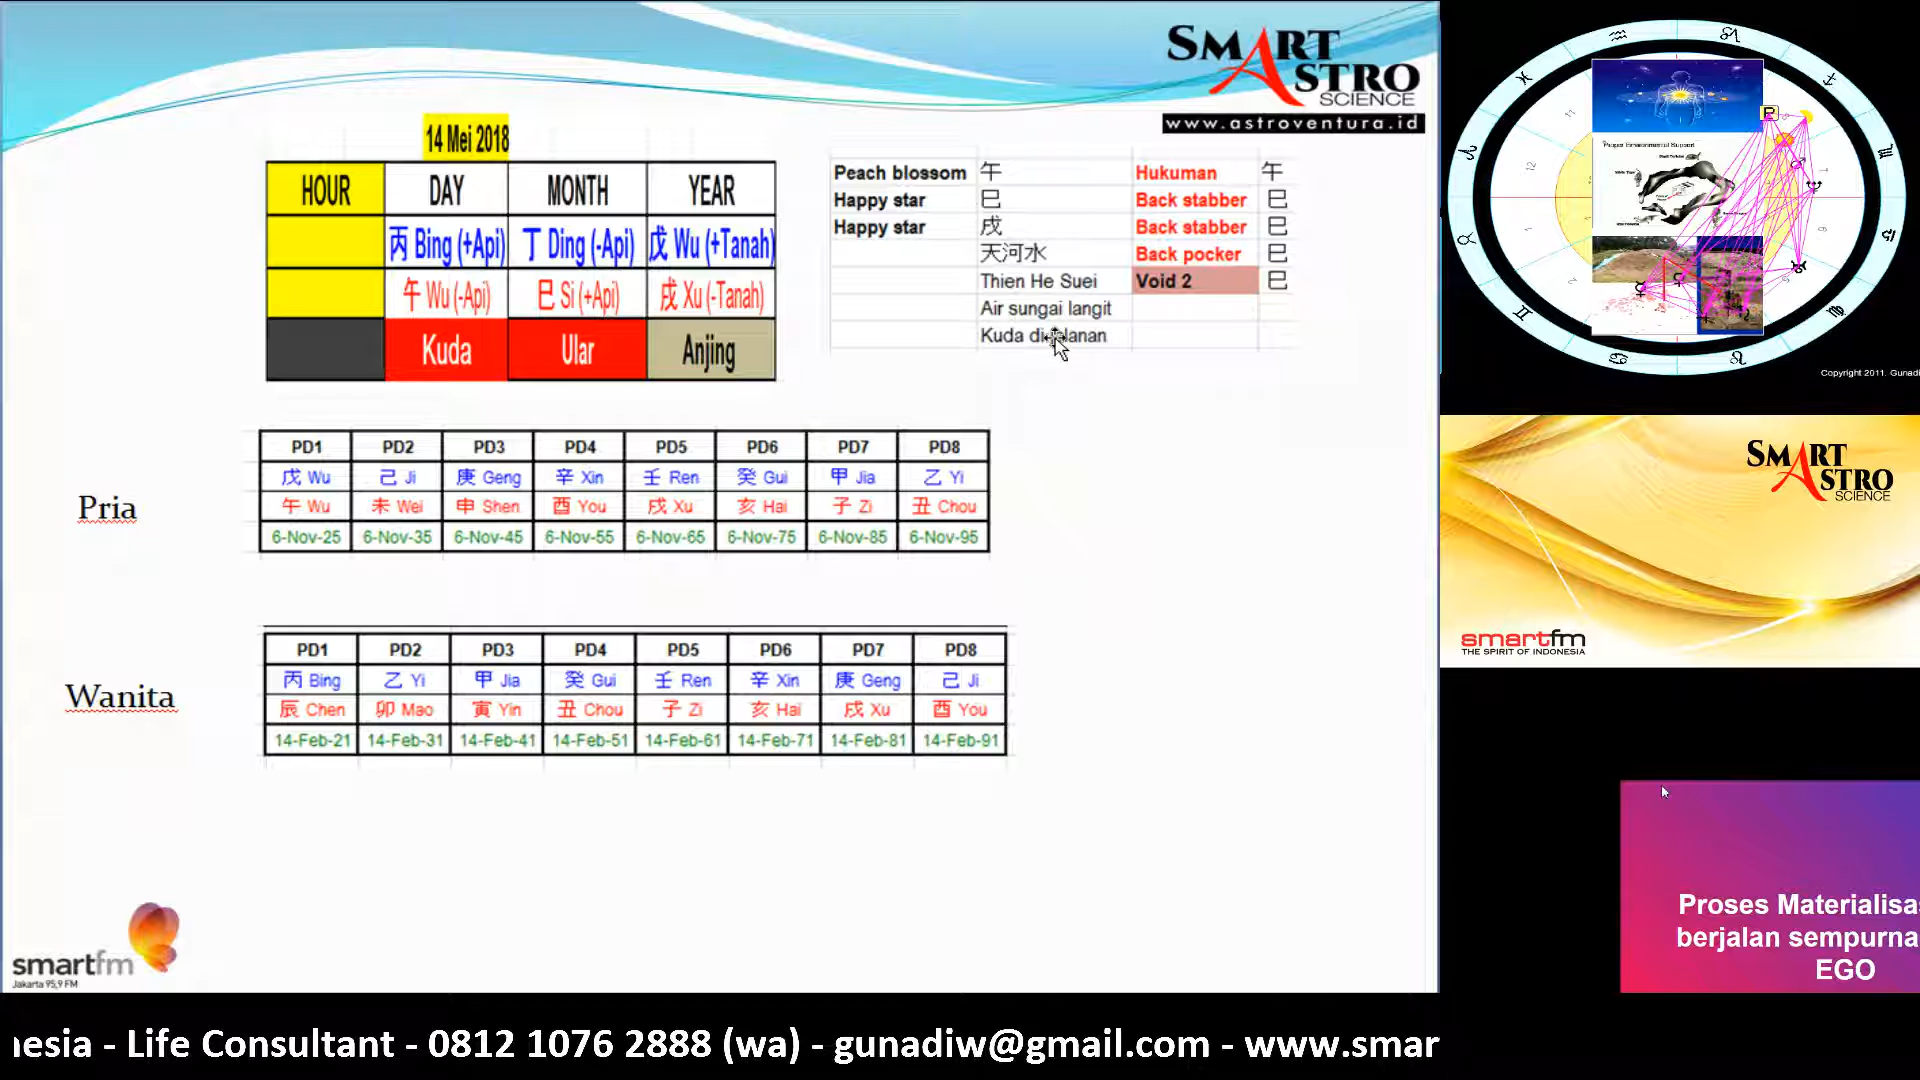 SMART
ASTRO
SCIENCE
www.astroventura.id
14 Mei 2018
HOUR DAY MONTH YEAR
丙 Bing (+Api) 丁 Ding (-Api) 戊 Wu (+Tanah)
午 Wu (-Api) 巳 Si (+Api) 戌 Xu (-Tanah)
Kuda Ular Anjing
Peach blossom 午 Hukuman 午
Happy star 巳 Back stabber 巳
Happy star 戌 Back stabber 巳
天河水 Back pocker 巳
Thien He Suei Void 2 巳
Air sungai langit
Kuda di
Pria
PD1 PD2 PD3 PD4 PD5 PD6 PD7 PD8
戊 Wu 己 Ji 庚 Geng 辛 Xin 壬 Ren 癸 Gui 甲 Jia 乙 Yi
午 Wu 未 Wei 申 Shen 酉 You 戌 Xu 亥 Hai 子 Zi 丑 Chou
6-Nov-25 6-Nov-35 6-Nov-45 6-Nov-55 6-Nov-65 6-Nov-75 6-Nov-85 6-Nov-95
Wanita
PD1 PD2 PD3 PD4 PD5 PD6 PD7 PD8
丙 Bing 乙 Yi 甲 Jia 癸 Gui 壬 Ren 辛 Xin 庚 Geng 己 Ji
辰 Chen 卯 Mao 寅 Yin 丑 Chou 子 Zi 亥 Hai 戌 Xu 酉 You
14-Feb-21 14-Feb-31 14-Feb-41 14-Feb-51 14-Feb-61 14-Feb-71 14-Feb-81 14-Feb-91
smartfm
Jakarta 95,9 FM
Proper Environmental Support
Copyright 2011. Gunadi
SMART
ASTRO
SCIENCE
smartfm
THE SPIRIT OF INDONESIA
Proses Materialisa
berjalan sempurna
EGO
nesia - Life Consultant - 0812 1076 2888 (wa) - gunadiw@gmail.com - www.smar